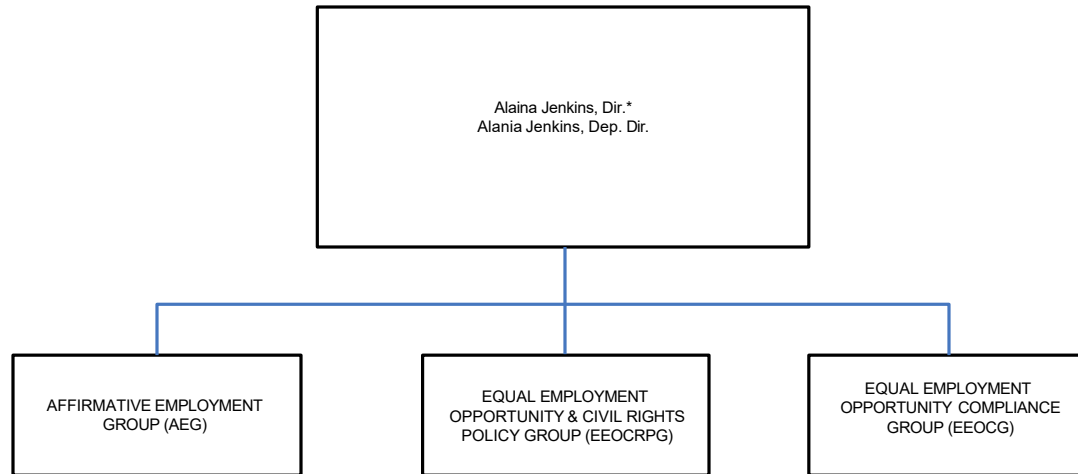 Alaina Jenkins, Dir.*
Alania Jenkins, Dep. Dir.
AFFIRMATIVE EMPLOYMENT
GROUP (AEG)
EQUAL EMPLOYMENT
OPPORTUNITY & CIVIL RIGHTS
POLICY GROUP (EEOCRPG)
EQUAL EMPLOYMENT
OPPORTUNITY COMPLIANCE
GROUP (EEOCG)